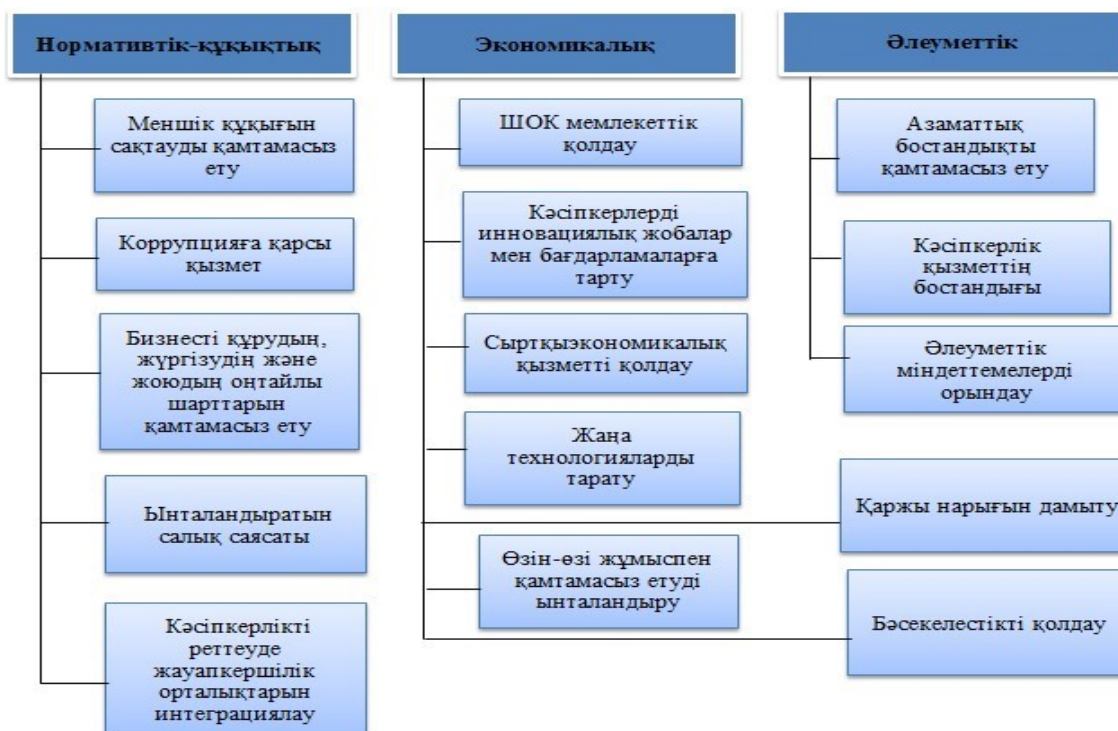 Нормативтік-құқықтық
Меншік құқығын
сақтауды қамтамасыз
ету
Коррупцияға қарсы
қызмет
Бизнесті құрудың,
жүргізудің және
жоюдың оңтайлы
шарттарын
қамтамасыз ету
Ынталандыратын
салық саясаты
Кәсіпкерлікті
реттеуде
жауапкершілік
орталықтарын
интеграциялау
Экономикалық
ШОК мемлекеттік
қолдау
Кәсіпкерлерді
инновациялық жобалар
мен бағдарламаларға
тарту
Сыртқыэкономикалық
қызметті қолдау
Жаңа
технологияларды
тарату
Өзін-өзі жұмыспен
қамтамасыз етуді
ынталандыру
Әлеуметтік
Азаматтық
бостандықты
қамтамасыз ету
Кәсіпкерлік
қызметтің
бостандығы
Әлеуметтік
міндеттемелерді
орындау
Қаржы нарығын дамыту
Бәсекелестікті қолдау